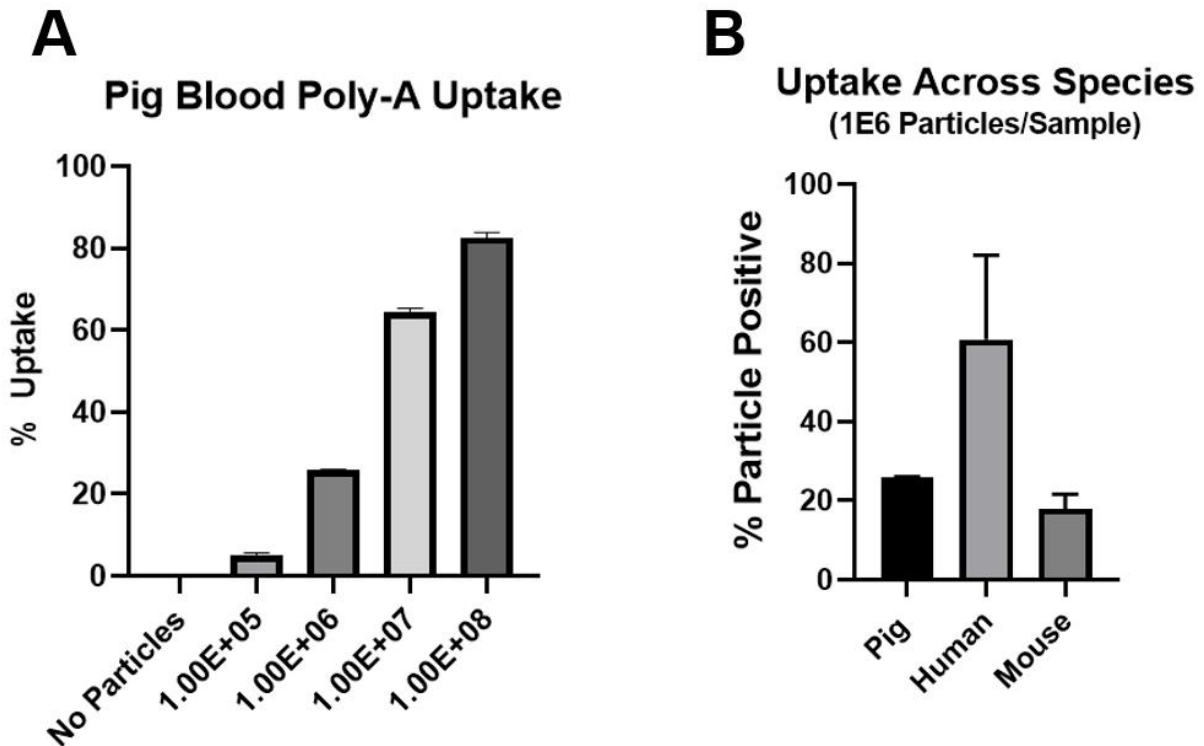 A
Pig Blood Poly-A Uptake
% Uptake
100
80
60
40
20
0
No Particles
1.00E+05
1.00E+06
1.00E+07
1.00E+08
B
Uptake Across Species
(1E6 Particles/Sample)
% Particle Positive
100
80
60
40
20
0
Pig
Human
Mouse